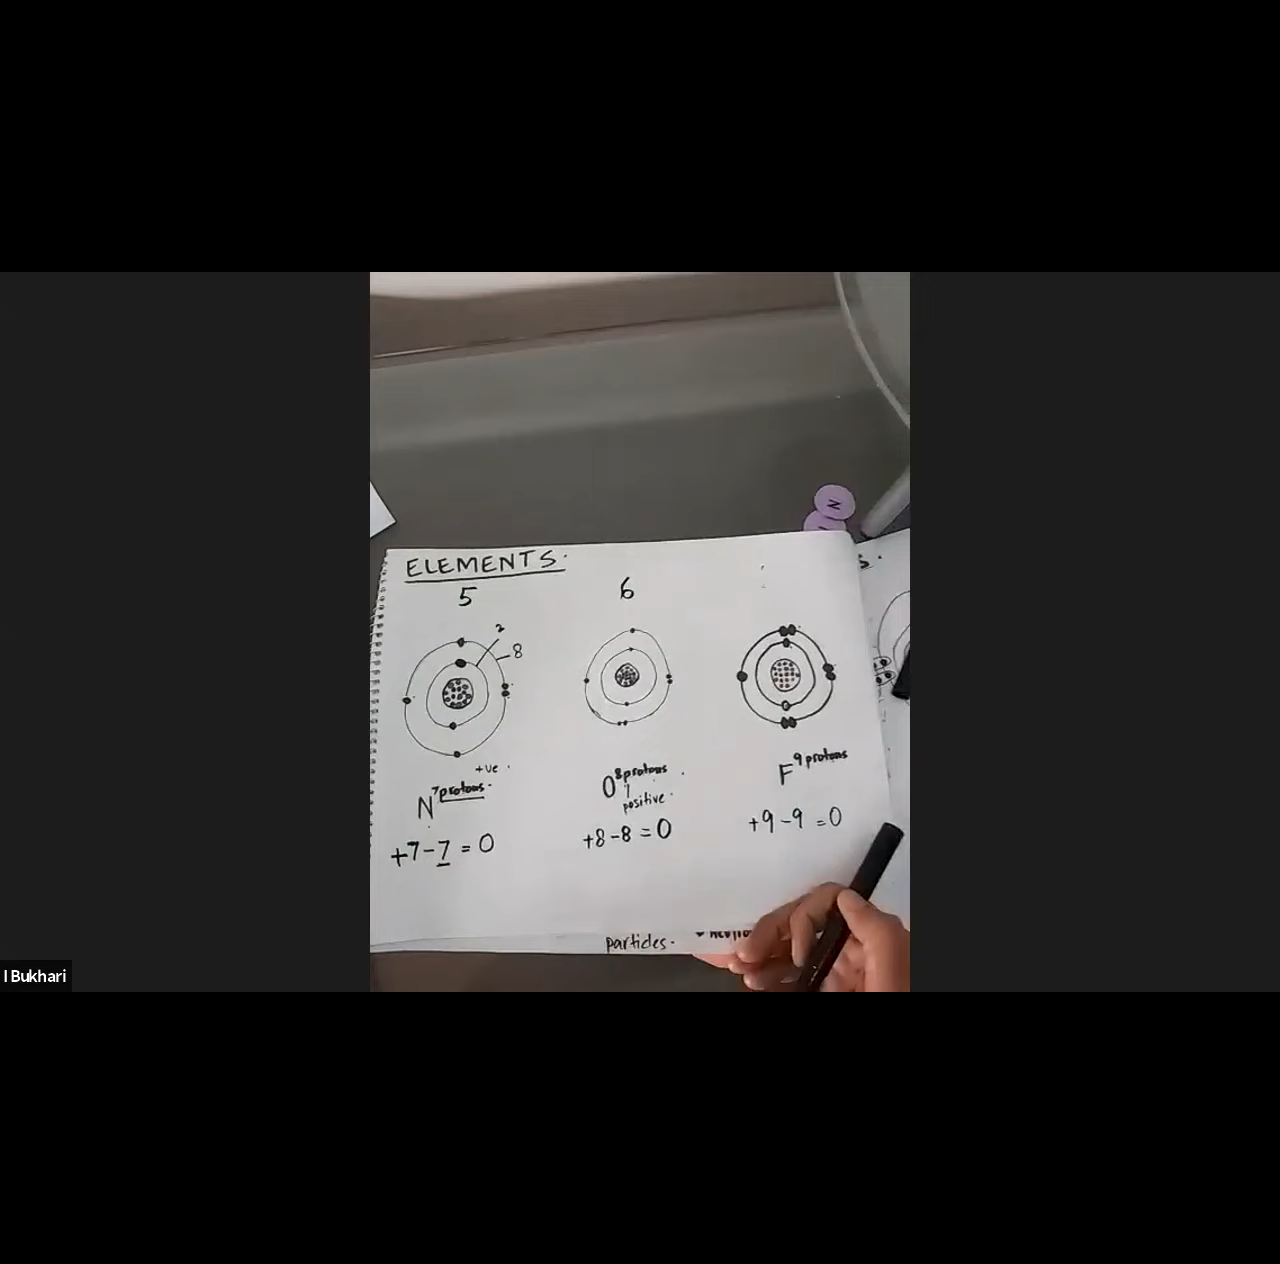 ELEMENTS.
5
6
2
8
+ve
N 7 protons
O 8 protons
positive
F 9 protons
+7-7=0
+8-8=0
+9-9=0
particles.
N
I Bukhari